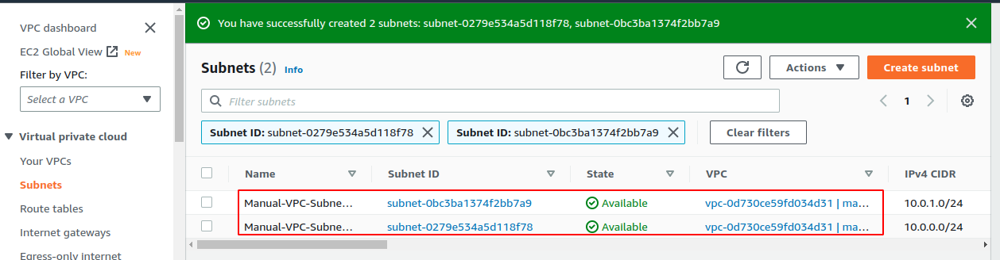 You have successfully created 2 subnets: subnet-0279e534a5d118f78, subnet-0bc3ba1374f2bb7a9
VPC dashboard
EC2 Global View New
Filter by VPC:
Select a VPC
Virtual private cloud
Your VPCs
Subnets
Route tables
Internet gateways
Egress-only internet
Subnets (2) Info
Actions
Create subnet
Filter subnets
1
Subnet ID: subnet-0279e534a5d118f78
Subnet ID: subnet-0bc3ba1374f2bb7a9
Clear filters
Name Subnet ID State VPC IPv4 CIDR
Manual-VPC-Subne... subnet-0bc3ba1374f2bb7a9 Available vpc-0d730ce59fd034d31 | ma... 10.0.1.0/24
Manual-VPC-Subne... subnet-0279e534a5d118f78 Available vpc-0d730ce59fd034d31 | ma... 10.0.0.0/24